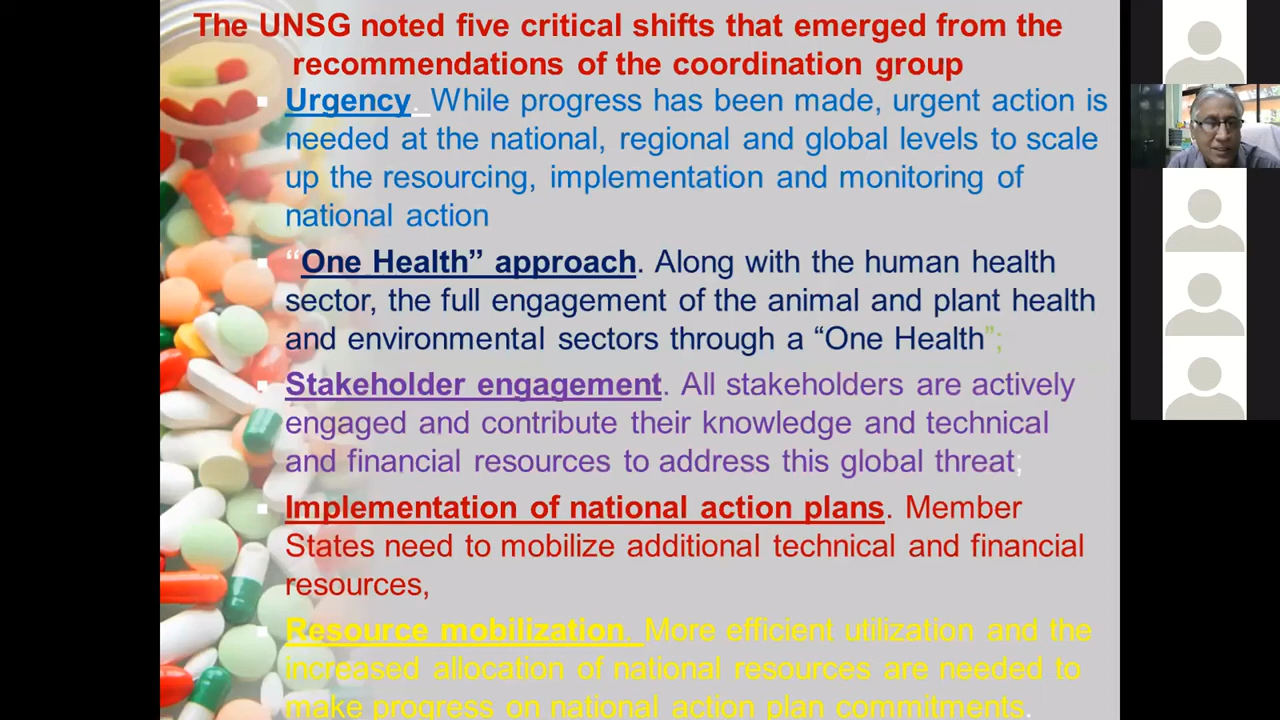 The UNSG noted five critical shifts that emerged from the
recommendations of the coordination group
Urgency. While progress has been made, urgent action is
needed at the national, regional and global levels to scale
up the resourcing, implementation and monitoring of
national action
“One Health” approach. Along with the human health
sector, the full engagement of the animal and plant health
and environmental sectors through a “One Health”;
Stakeholder engagement. All stakeholders are actively
engaged and contribute their knowledge and technical
and financial resources to address this global threat;
Implementation of national action plans. Member
States need to mobilize additional technical and financial
resources,
Resource mobilization. More efficient utilization and the
increased allocation of national resources are needed to
make progress on national action plan commitments.